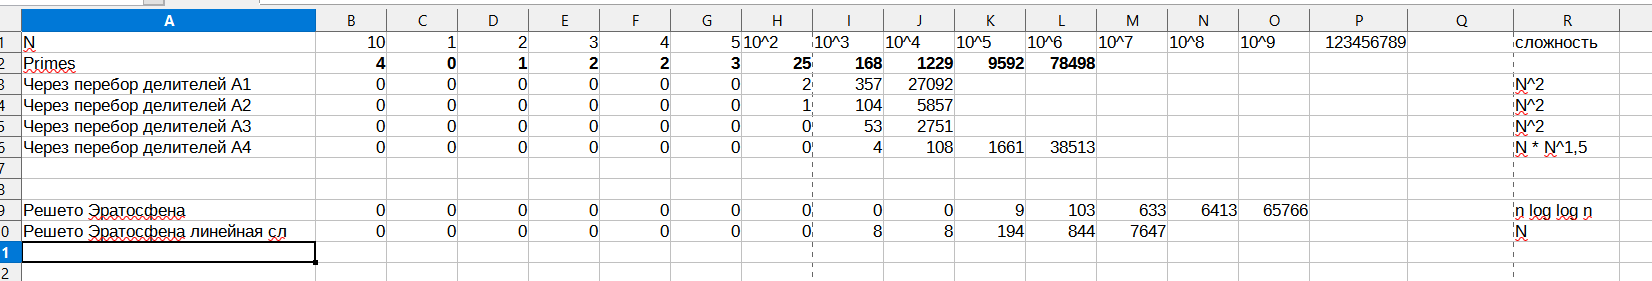 A B C D E F G H I J K L M N O P Q R
1 N 10 1 2 3 4 5 10^2 10^3 10^4 10^5 10^6 10^7 10^8 10^9 123456789 сложность
2 Primes 4 0 1 2 2 3 25 168 1229 9592 78498
3 Через перебор делителей A1 0 0 0 0 0 0 2 357 27092 N^2
4 Через перебор делителей A2 0 0 0 0 0 0 1 104 5857 N^2
5 Через перебор делителей A3 0 0 0 0 0 0 0 53 2751 N^2
6 Через перебор делителей A4 0 0 0 0 0 0 0 4 108 1661 38513 N * N^1,5
7
8
9 Решето Эратосфена 0 0 0 0 0 0 0 0 0 9 103 633 6413 65766 n log log n
0 Решето Эратосфена линейная сл 0 0 0 0 0 0 0 8 8 194 844 7647 N
1
2